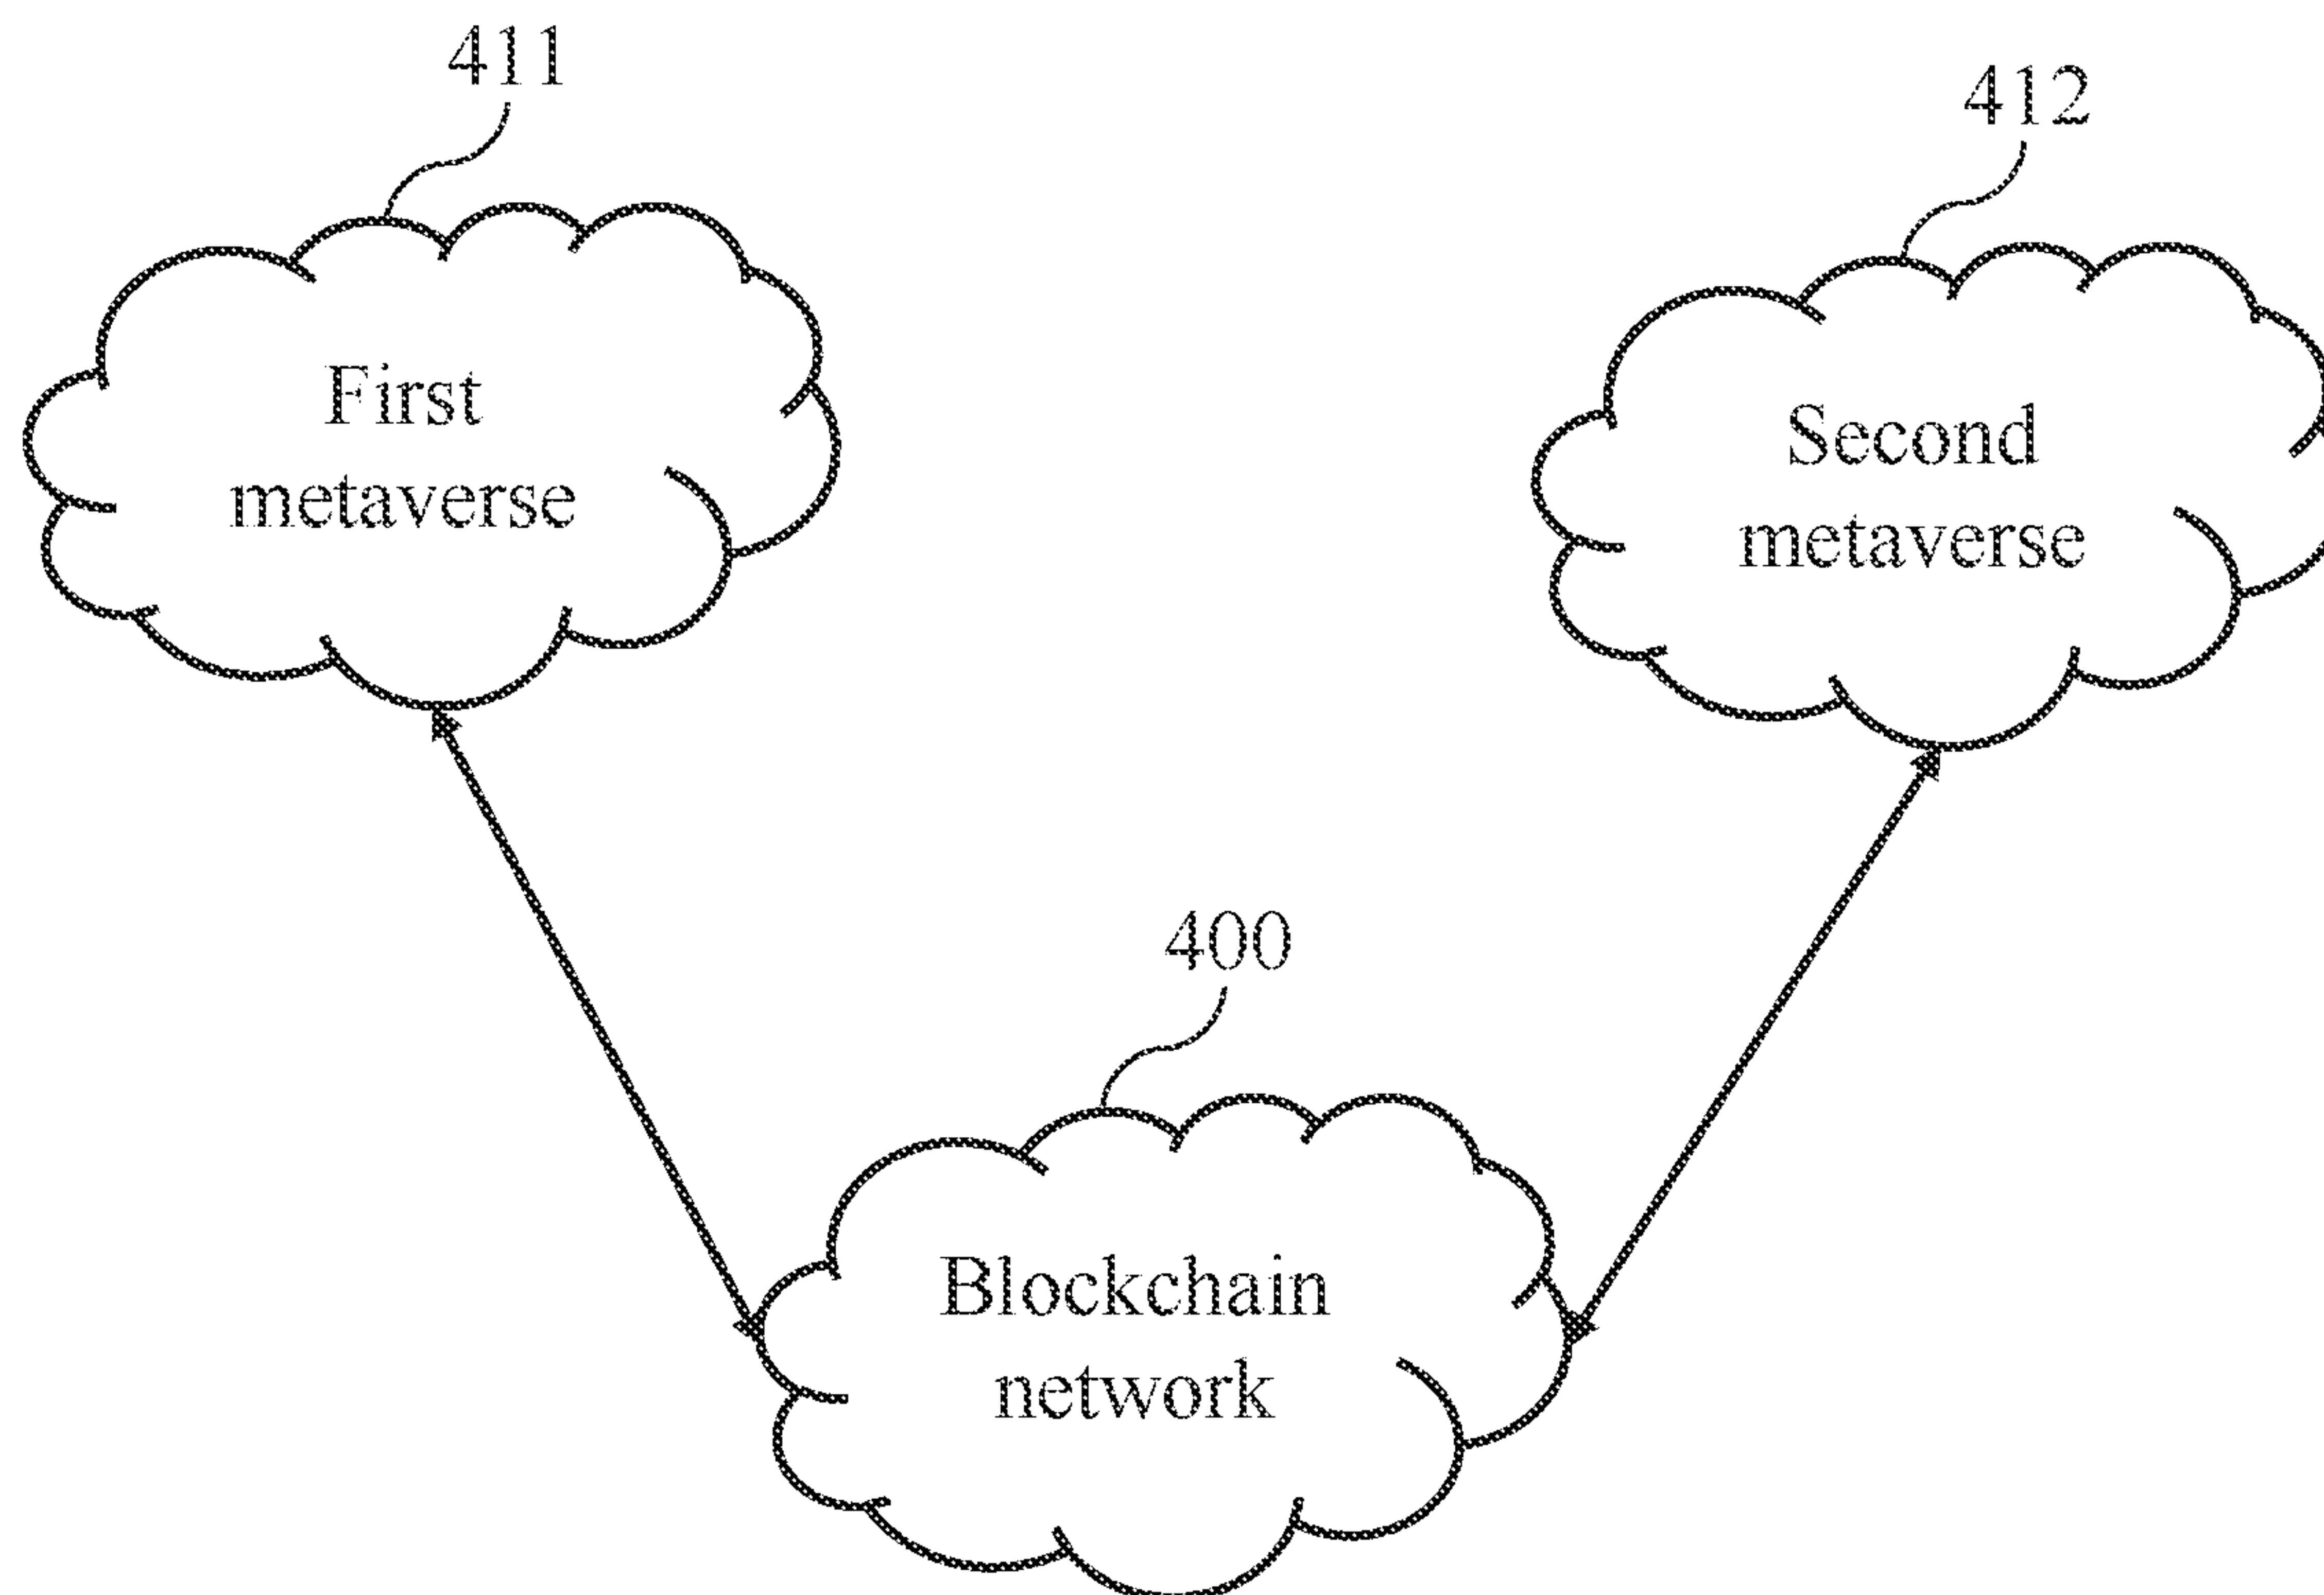 411
412
First
metaverse
Second
metaverse
400
Blockchain
network